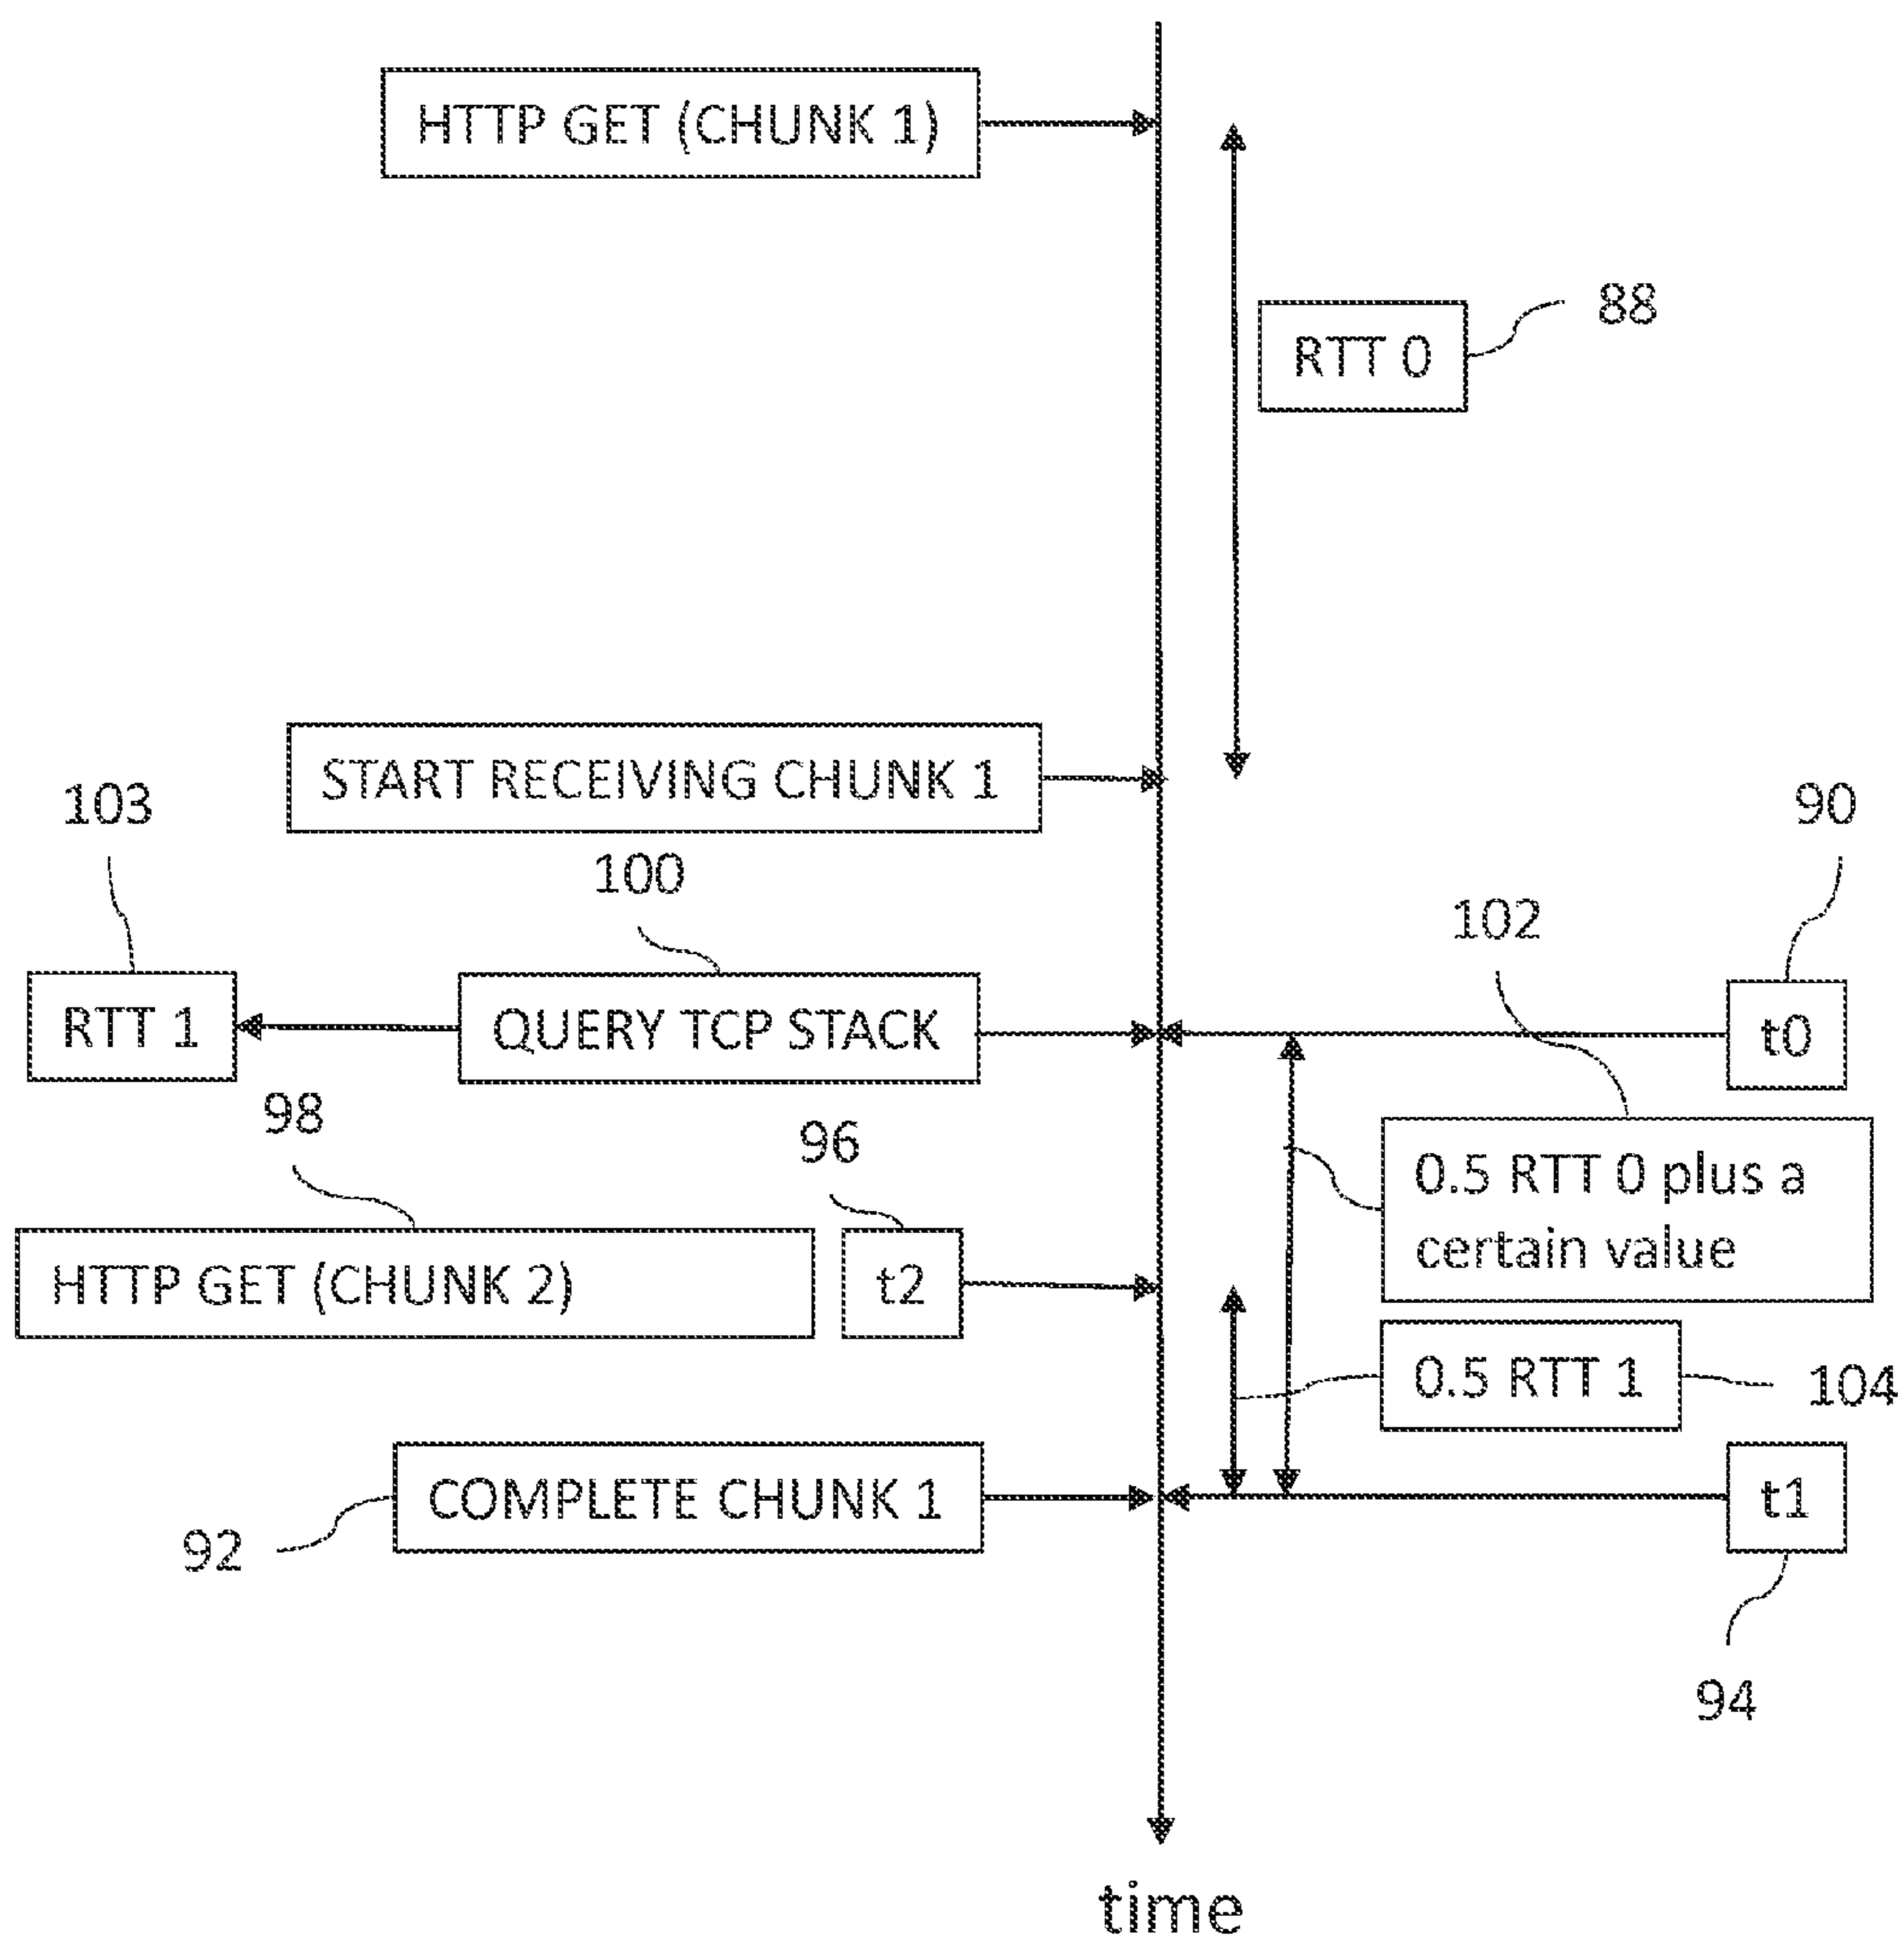 HTTP GET (CHUNK 1)
88
RTT 0
START RECEIVING CHUNK 1
103
90
100
102
RTT 1
QUERY TCP STACK
t0
98
96
0.5 RTT 0 plus a
certain value
HTTP GET (CHUNK 2)
t2
0.5 RTT 1
104
COMPLETE CHUNK 1
t1
92
94
time